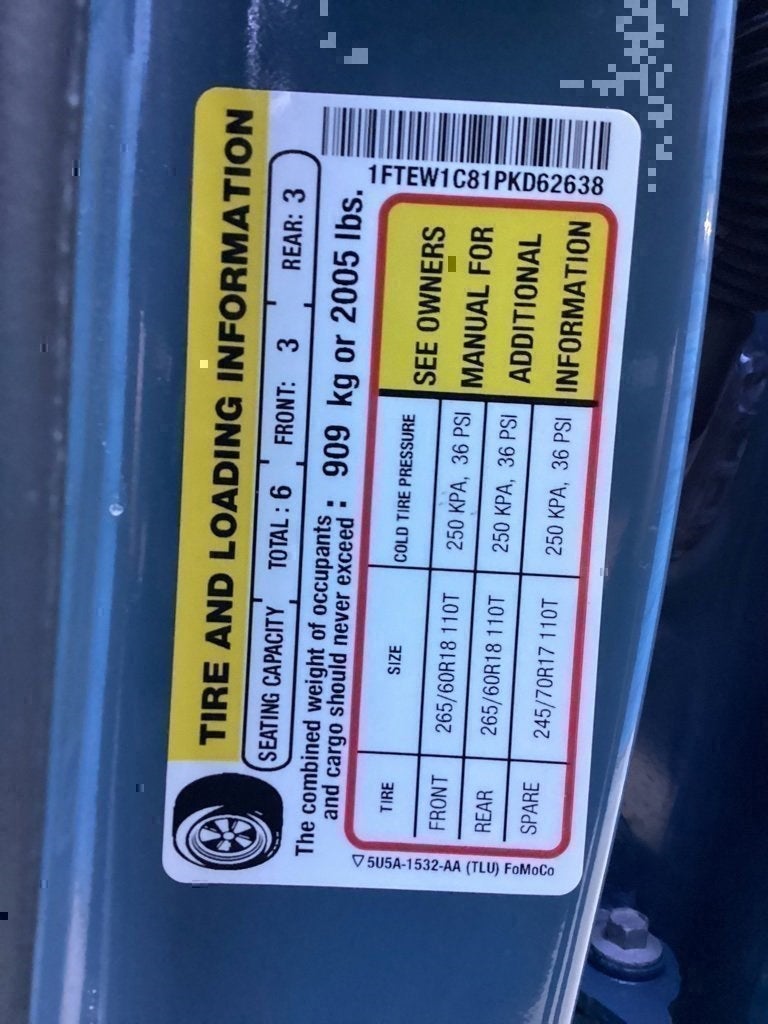 TIRE AND LOADING INFORMATION
SEATING CAPACITY TOTAL : 6 FRONT: 3 REAR: 3
The combined weight of occupants
and cargo should never exceed : 909 kg or 2005 lbs.
1FTEW1C81PKD62638
TIRE SIZE COLD TIRE PRESSURE
FRONT 265/60R18 110T 250 KPA, 36 PSI
REAR 265/60R18 110T 250 KPA, 36 PSI
SPARE 245/70R17 110T 250 KPA, 36 PSI
SEE OWNERS
MANUAL FOR
ADDITIONAL
INFORMATION
▽5U5A-1532-AA (TLU) FoMoCo